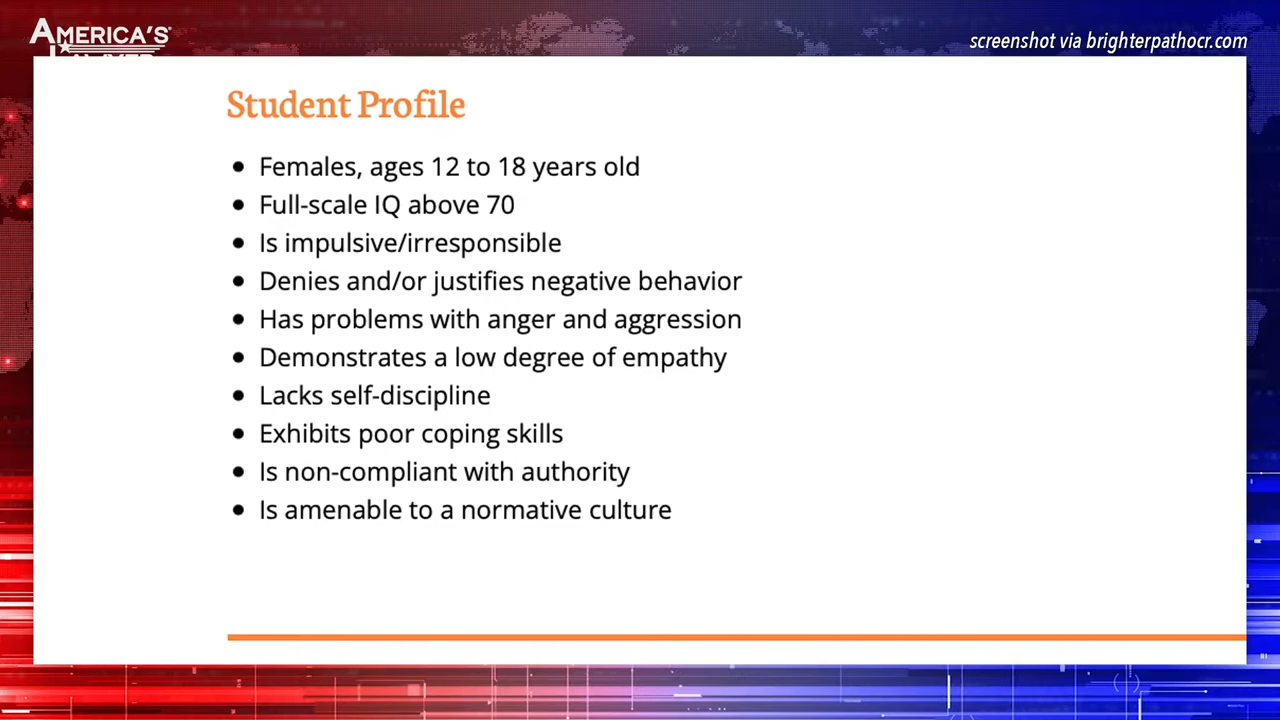 AMERICA'S
LAWYER
screenshot via brighterpathocr.com
Student Profile
• Females, ages 12 to 18 years old
• Full-scale IQ above 70
• Is impulsive/irresponsible
• Denies and/or justifies negative behavior
• Has problems with anger and aggression
• Demonstrates a low degree of empathy
• Lacks self-discipline
• Exhibits poor coping skills
• Is non-compliant with authority
• Is amenable to a normative culture